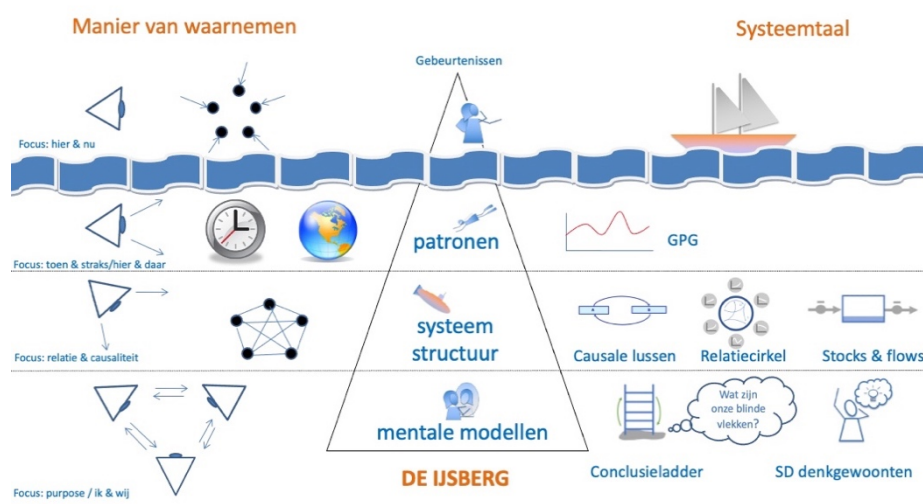 Manier van waarnemen
Systeemtaal
Gebeurtenissen
Focus: hier & nu
patronen
GPG
Focus: toen & straks/hier & daar
systeem
structuur
Causale lussen
Relatiecirkel
Stocks & flows
Focus: relatie & causaliteit
Wat zijn
onze blinde
vlekken?
mentale modellen
DE IJSBERG
Conclusieladder
SD denkgewoonten
Focus: purpose / ik & wij